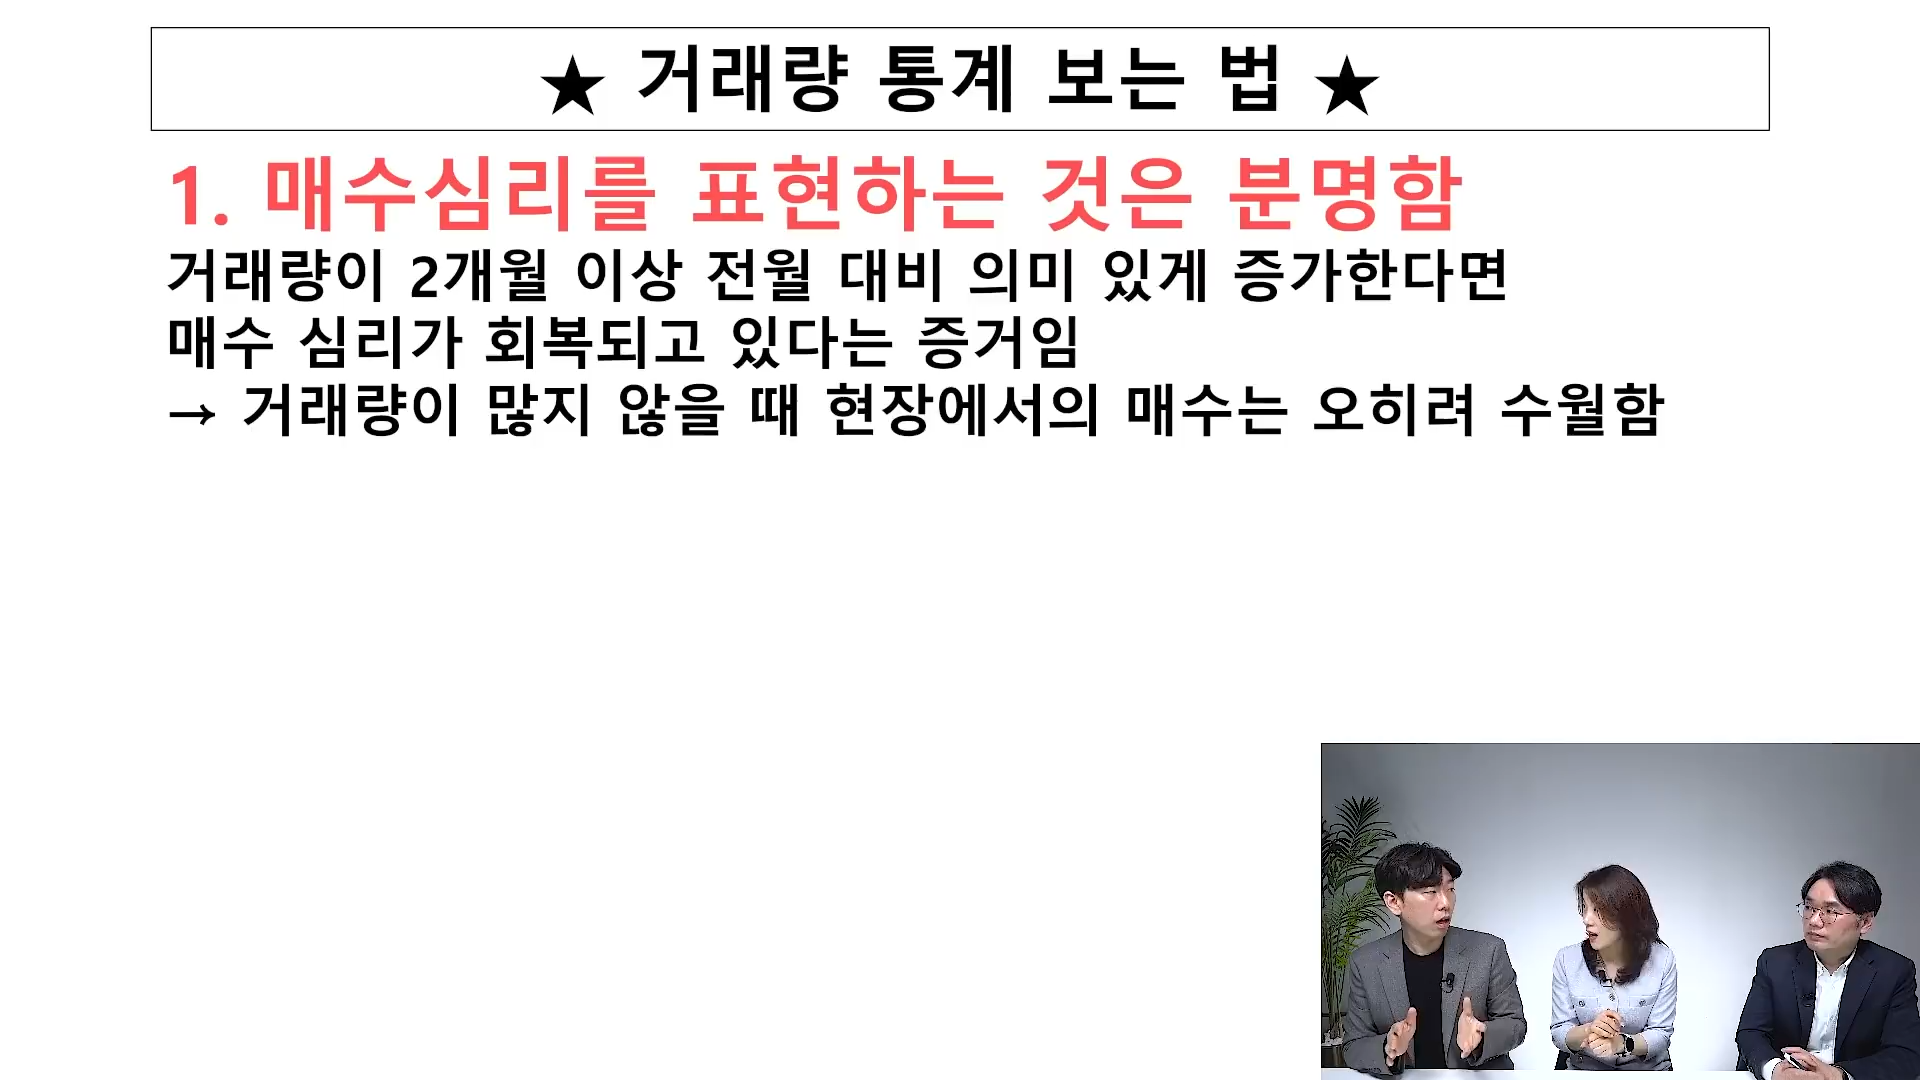 ★ 거래량 통계 보는 법 ★
1. 매수심리를 표현하는 것은 분명함
거래량이 2개월 이상 전월 대비 의미 있게 증가한다면
매수 심리가 회복되고 있다는 증거임
→ 거래량이 많지 않을 때 현장에서의 매수는 오히려 수월함